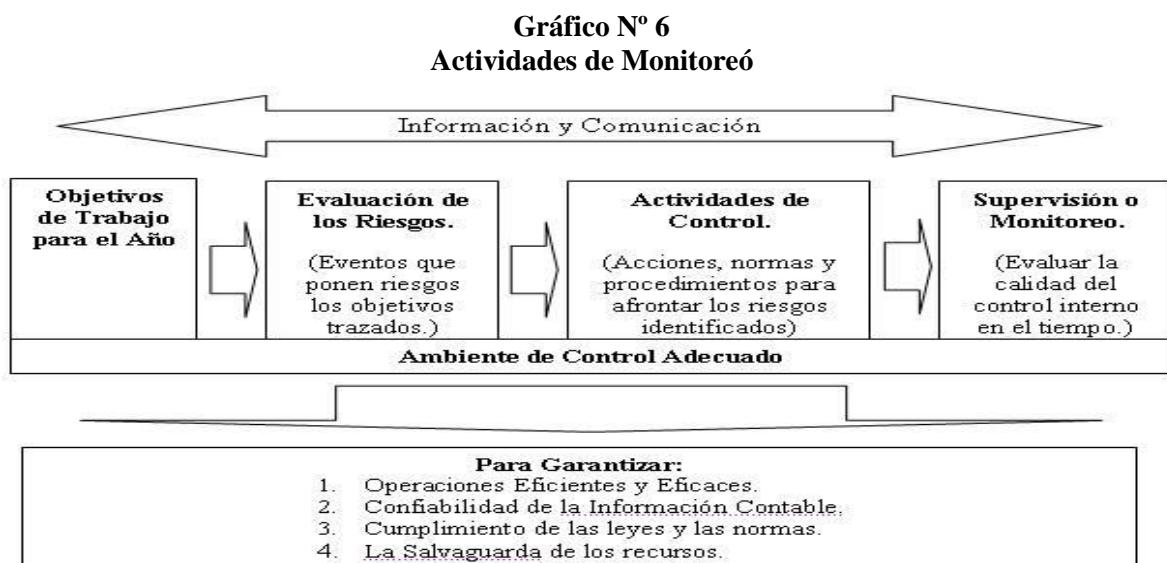 Gráfico Nº 6
Actividades de Monitoreó
Información y Comunicación
Objetivos
de Trabajo
para el Año
Evaluación de
los Riesgos.
(Eventos que
ponen riesgos
los objetivos
trazados.)
Actividades de
Control.
(Acciones, normas y
procedimientos para
afrontar los riesgos
identificados)
Supervisión o
Monitoreo.
(Evaluar la
calidad del
control interno
en el tiempo.)
Ambiente de Control Adecuado
Para Garantizar:
1. Operaciones Eficientes y Eficaces.
2. Confiabilidad de la Información Contable.
3. Cumplimiento de las leyes y las normas.
4. La Salvaguarda de los recursos.